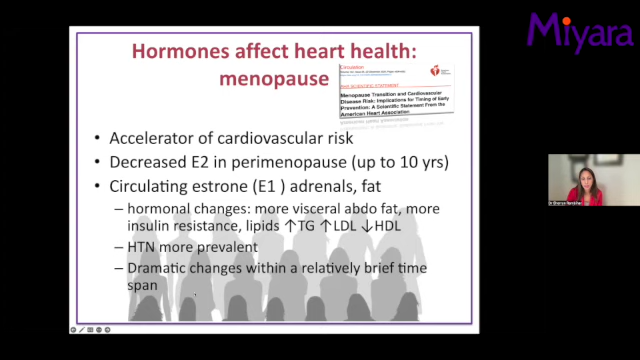 Miyara
Hormones affect heart health:
menopause
Circulation
AHA SCIENTIFIC STATEMENT
Menopause Transition and Cardiovascular
Disease Risk: Implications for Timing of Early
Prevention: A Scientific Statement From the
American Heart Association
• Accelerator of cardiovascular risk
• Decreased E2 in perimenopause (up to 10 yrs)
• Circulating estrone (E1 ) adrenals, fat
– hormonal changes: more visceral abdo fat, more
insulin resistance, lipids ↑TG ↑LDL ↓HDL
– HTN more prevalent
– Dramatic changes within a relatively brief time
span